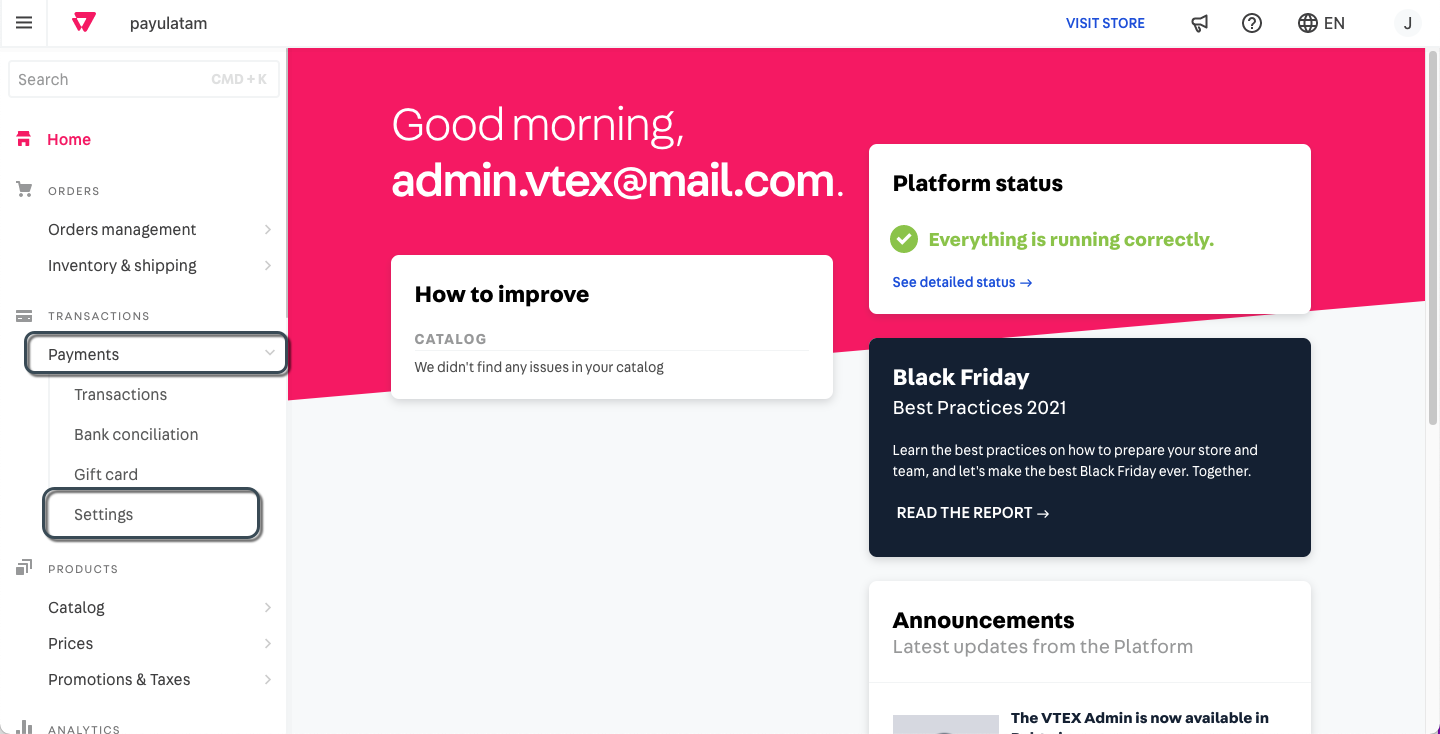 payulatam
VISIT STORE
EN
J
Search
CMD + K
Home
ORDERS
Orders management
Inventory & shipping
TRANSACTIONS
Payments
Transactions
Bank conciliation
Gift card
Settings
PRODUCTS
Catalog
Prices
Promotions & Taxes
ANALYTICS
Good morning,
admin.vtex@mail.com.
How to improve
CATALOG
We didn't find any issues in your catalog
Platform status
Everything is running correctly.
See detailed status →
Black Friday
Best Practices 2021
Learn the best practices on how to prepare your store and
team, and let's make the best Black Friday ever. Together.
READ THE REPORT →
Announcements
Latest updates from the Platform
The VTEX Admin is now available in